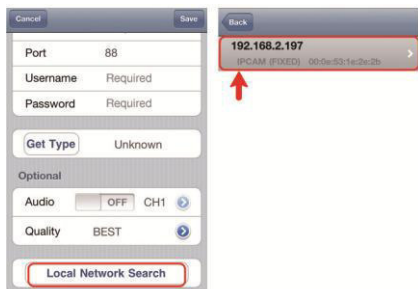 Cancel
Save
Port 88
Username Required
Password Required
Get Type Unknown
Optional
Audio OFF CH1
Quality BEST
Local Network Search
Back
192.168.2.197
IPCAM (FIXED) 00:0e:53:1e:2e:2b